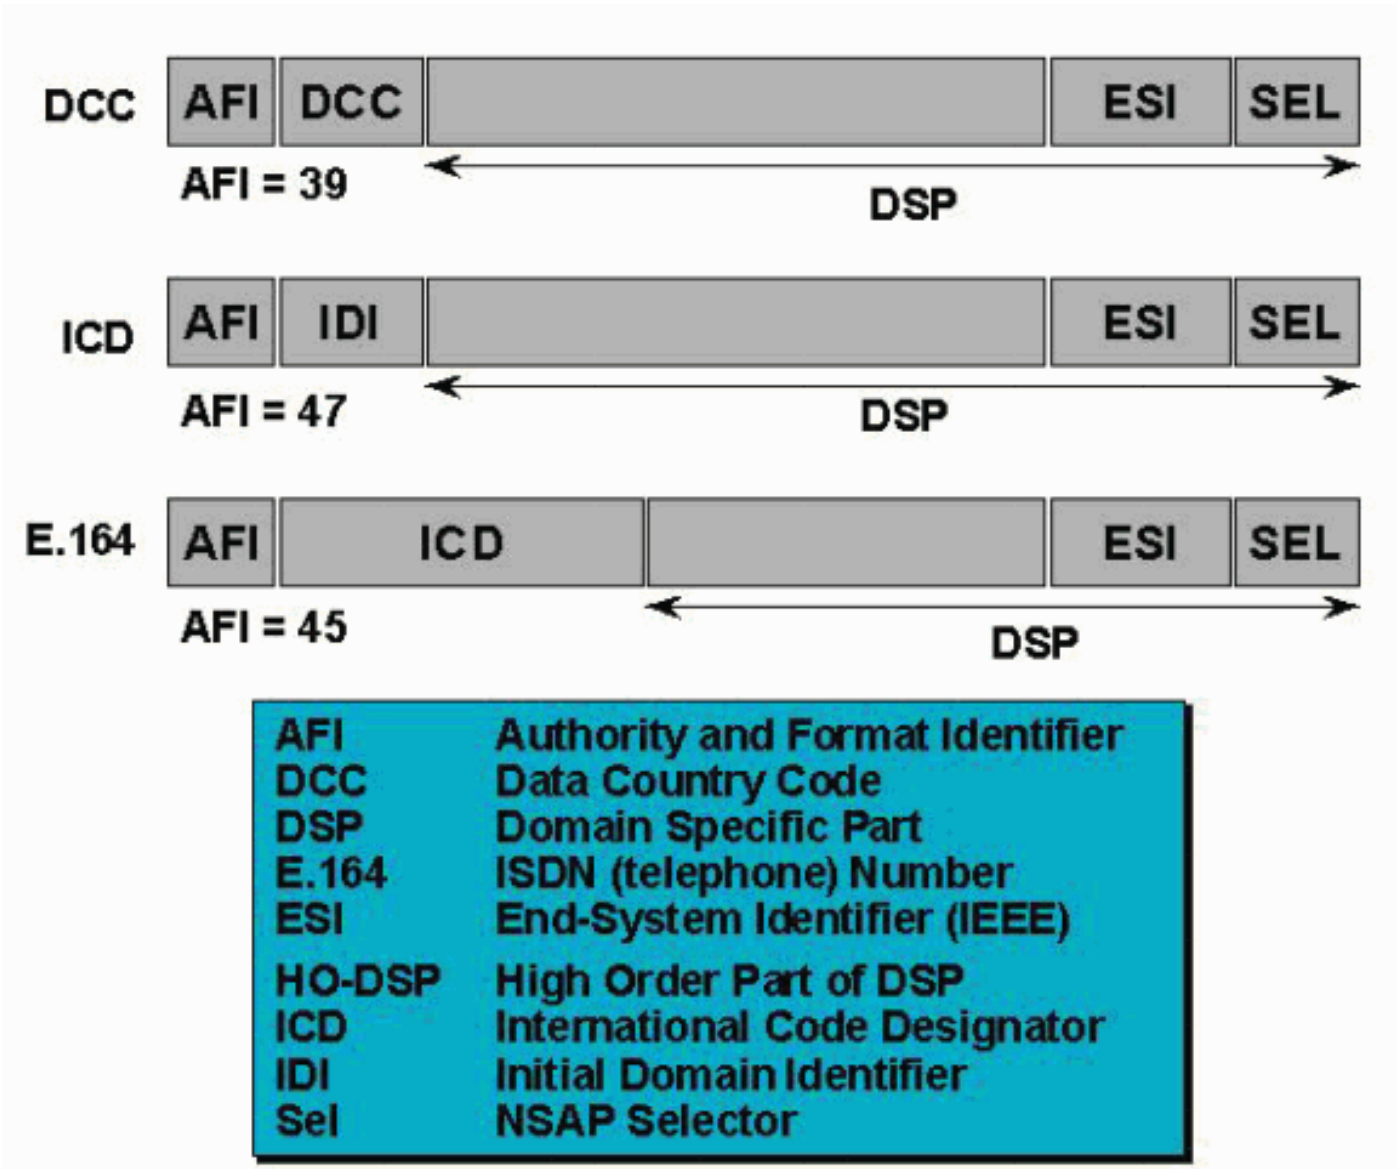 DCC AFI DCC ESI SEL
AFI = 39
DSP
ICD AFI IDI ESI SEL
AFI = 47
DSP
E.164 AFI ICD ESI SEL
AFI = 45
DSP
AFI Authority and Format Identifier
DCC Data Country Code
DSP Domain Specific Part
E.164 ISDN (telephone) Number
ESI End-System Identifier (IEEE)
HO-DSP High Order Part of DSP
ICD International Code Designator
IDI Initial Domain Identifier
Sel NSAP Selector